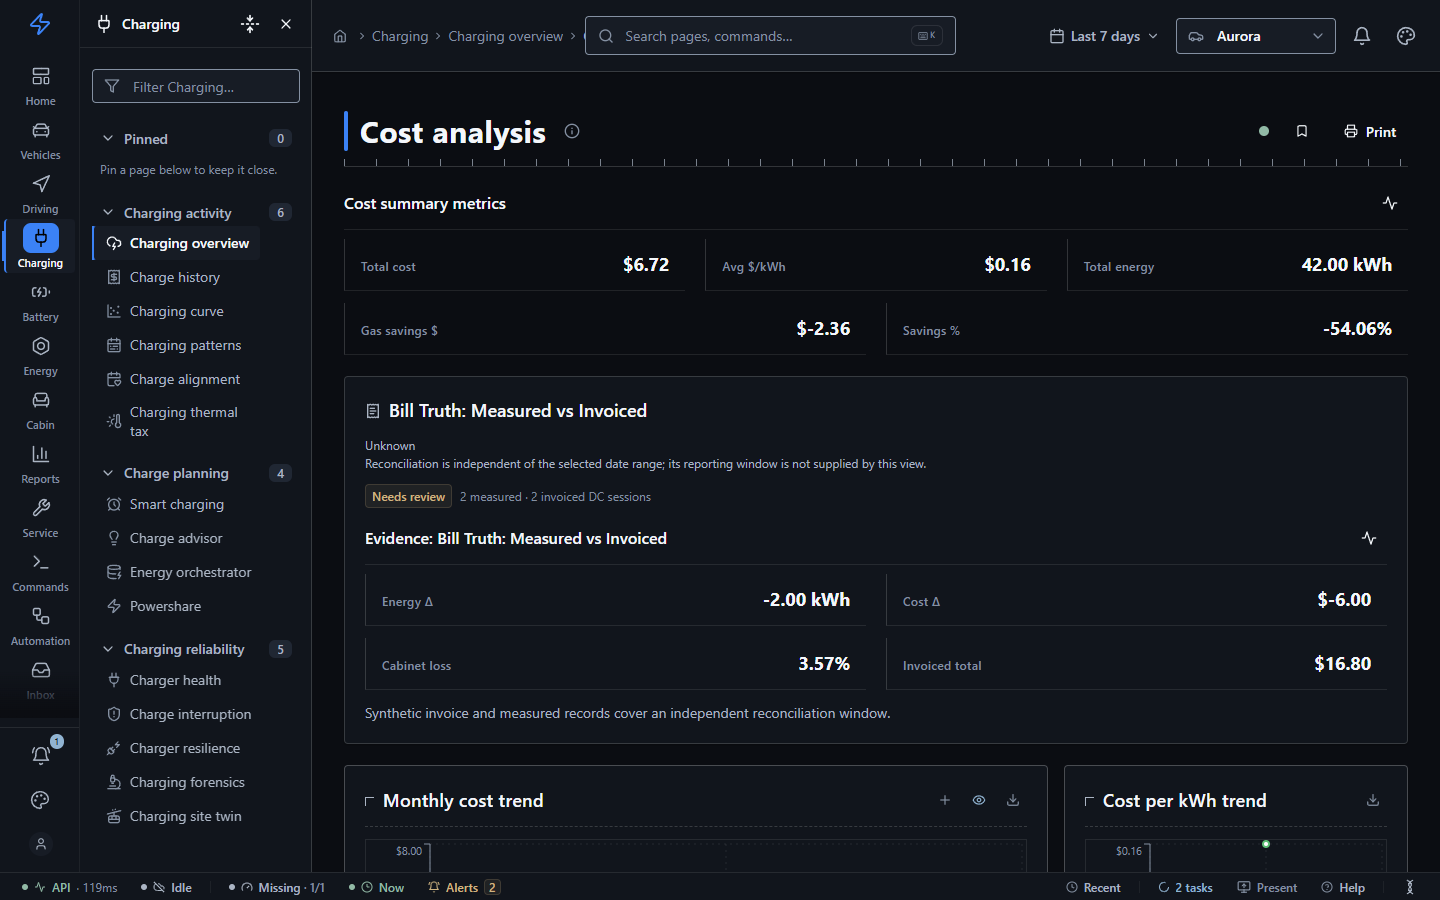 Charging
Charging
Charging overview
Search pages, commands...
K
Last 7 days
Aurora
Home
Vehicles
Driving
Charging
Battery
Energy
Cabin
Reports
Service
Commands
Automation
Inbox
1
Filter Charging...
Pinned
0
Pin a page below to keep it close.
Charging activity
6
Charging overview
Charge history
Charging curve
Charging patterns
Charge alignment
Charging thermal
tax
Charge planning
4
Smart charging
Charge advisor
Energy orchestrator
Powershare
Charging reliability
5
Charger health
Charge interruption
Charger resilience
Charging forensics
Charging site twin
Cost analysis
Print
Cost summary metrics
Total cost
$6.72
Avg $/kWh
$0.16
Total energy
42.00 kWh
Gas savings $
$-2.36
Savings %
-54.06%
Bill Truth: Measured vs Invoiced
Unknown
Reconciliation is independent of the selected date range; its reporting window is not supplied by this view.
Needs review
2 measured · 2 invoiced DC sessions
Evidence: Bill Truth: Measured vs Invoiced
Energy Δ
-2.00 kWh
Cost Δ
$-6.00
Cabinet loss
3.57%
Invoiced total
$16.80
Synthetic invoice and measured records cover an independent reconciliation window.
Monthly cost trend
$8.00
Cost per kWh trend
$0.16
API · 119ms
Idle
Missing · 1/1
Now
Alerts 2
Recent
2 tasks
Present
Help